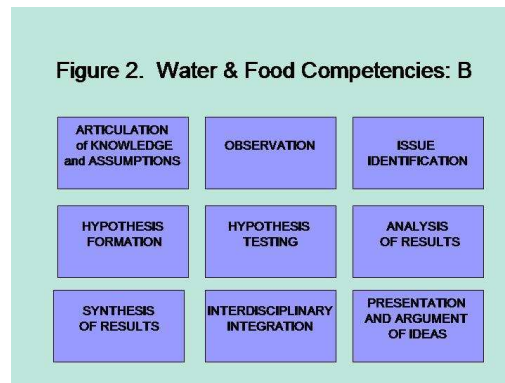 Figure 2. Water & Food Competencies: B
ARTICULATION
of KNOWLEDGE
and ASSUMPTIONS
OBSERVATION
ISSUE
IDENTIFICATION
HYPOTHESIS
FORMATION
HYPOTHESIS
TESTING
ANALYSIS
OF RESULTS
SYNTHESIS
OF RESULTS
INTERDISCIPLINARY
INTEGRATION
PRESENTATION
AND ARGUMENT
OF IDEAS